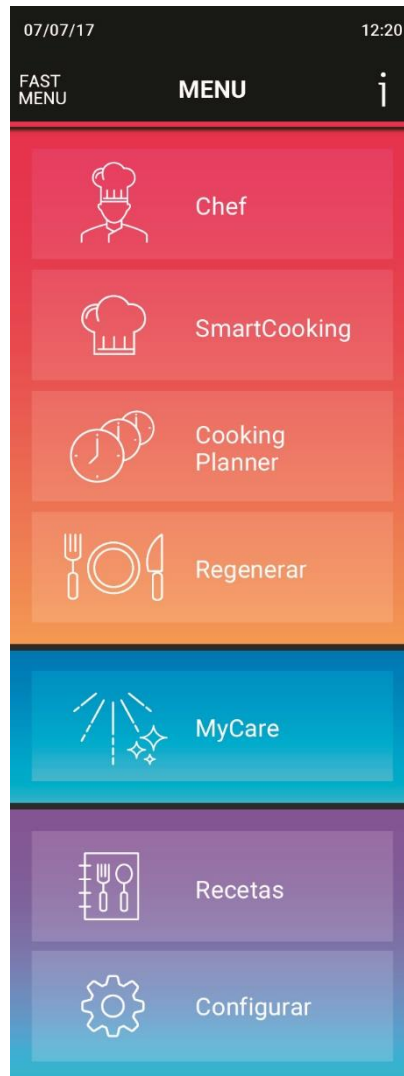 07/07/17 12:20
FAST
MENU
MENU
i
Chef
SmartCooking
Cooking
Planner
Regenerar
MyCare
Recetas
Configurar